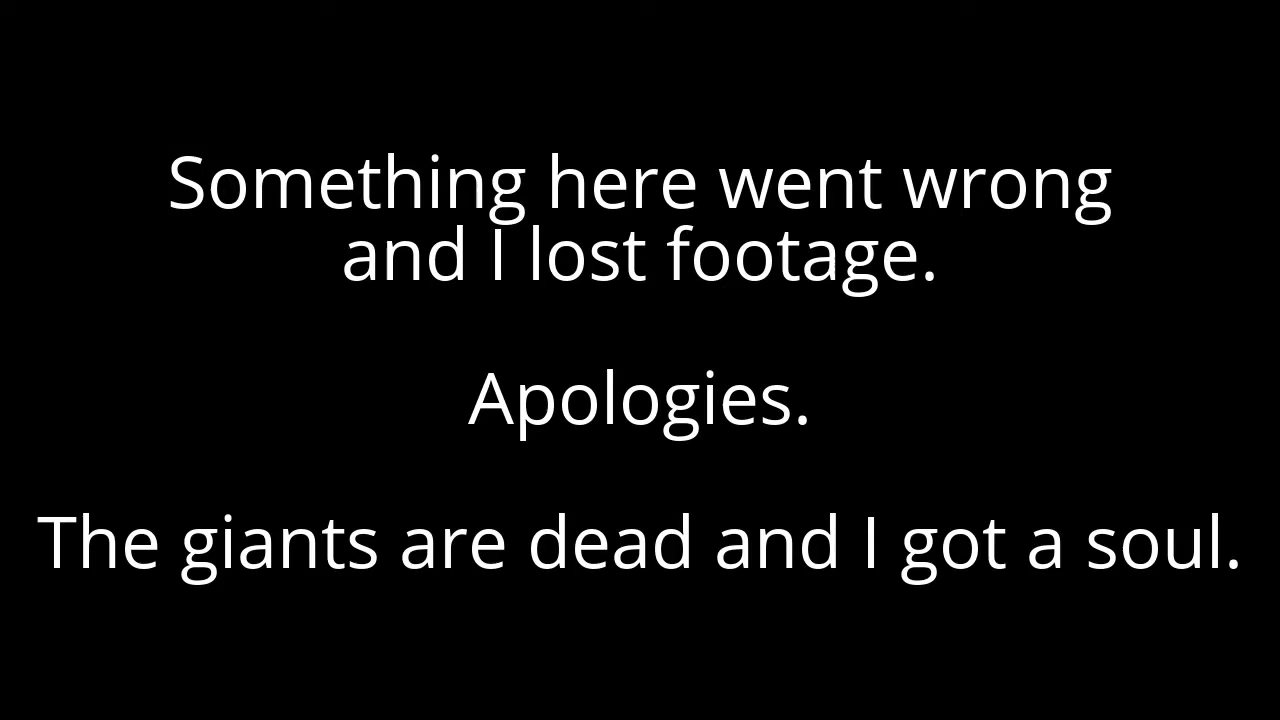 Something here went wrong
and I lost footage.
Apologies.
The giants are dead and I got a soul.